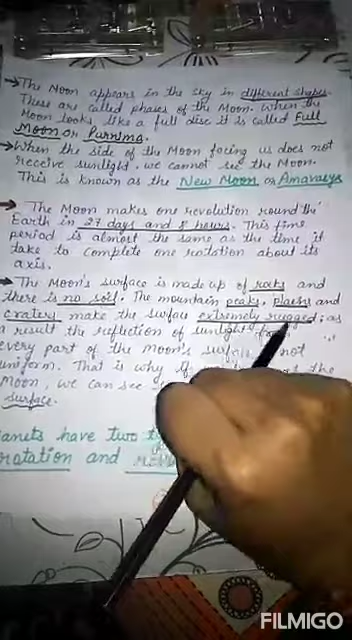 → The Moon appears in the sky in different shapes.
These are called phases of the Moon. When the
Moon looks like a full disc it is called Full
Moon or Purnima.
→ When the side of the Moon facing us does not
receive sunlight, we cannot see the Moon.
This is known as the New Moon or Amavasya
→ The Moon makes one revolution round the
Earth in 27 days and 8 hours. This time
period is almost the same as the time it
take to complete one rotation about its
axis.
→ The Moon's surface is made up of rocks and
there is no soil. The mountain peaks, plains and
craters make the surface extremely rugged; as
a result the reflection of sunlight
every part of the Moon's surface not
uniform. That is why the
Moon, we can see
surface.
lanets have two
rotation and
FILMIGO